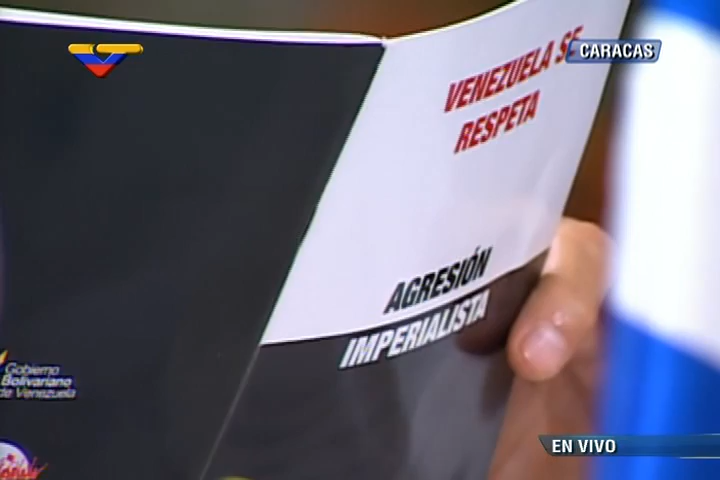 CARACAS
VENEZUELA SE
RESPETA
AGRESIÓN
IMPERIALISTA
Gobierno
Bolivariano
de Venezuela
EN VIVO